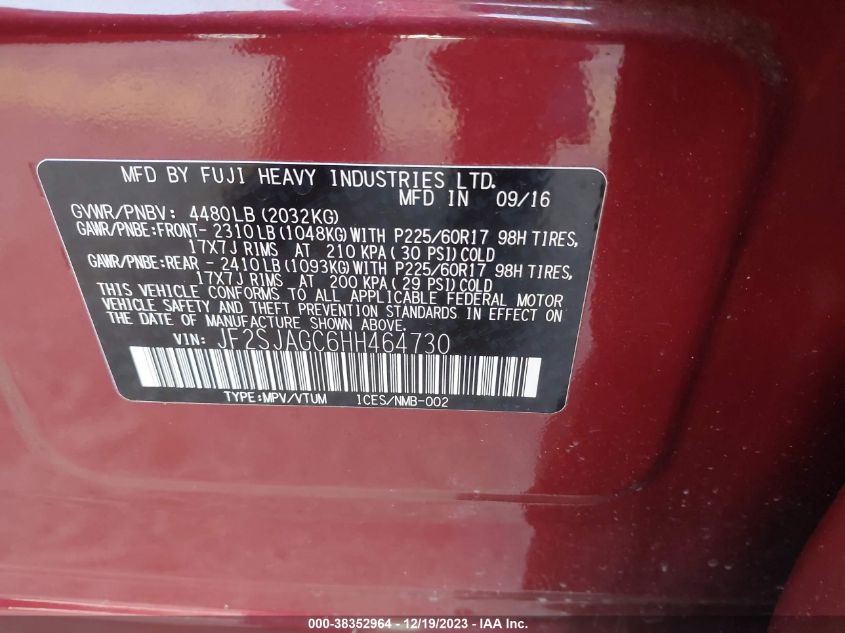 MFD BY FUJI HEAVY INDUSTRIES LTD.
MFD IN 09/16
GVWR/PNBV: 4480LB (2032KG)
GAWR/PNBE:FRONT- 2310LB (1048KG) WITH P225/60R17 98H TIRES,
17X7J RIMS AT 210 KPA( 30 PSI) COLD
GAWR/PNBE:REAR - 2410LB (1093KG) WITH P225/60R17 98H TIRES,
17X7J RIMS AT 200 KPA( 29 PSI) COLD
THIS VEHICLE CONFORMS TO ALL APPLICABLE FEDERAL MOTOR
VEHICLE SAFETY AND THEFT PREVENTION STANDARDS IN EFFECT ON
THE DATE OF MANUFACTURE SHOWN ABOVE.
VIN: JF2SJAGC6HH464730
TYPE:MPV/VTUM ICES/NMB-002
000-38352964 - 12/19/2023 - IAA Inc.